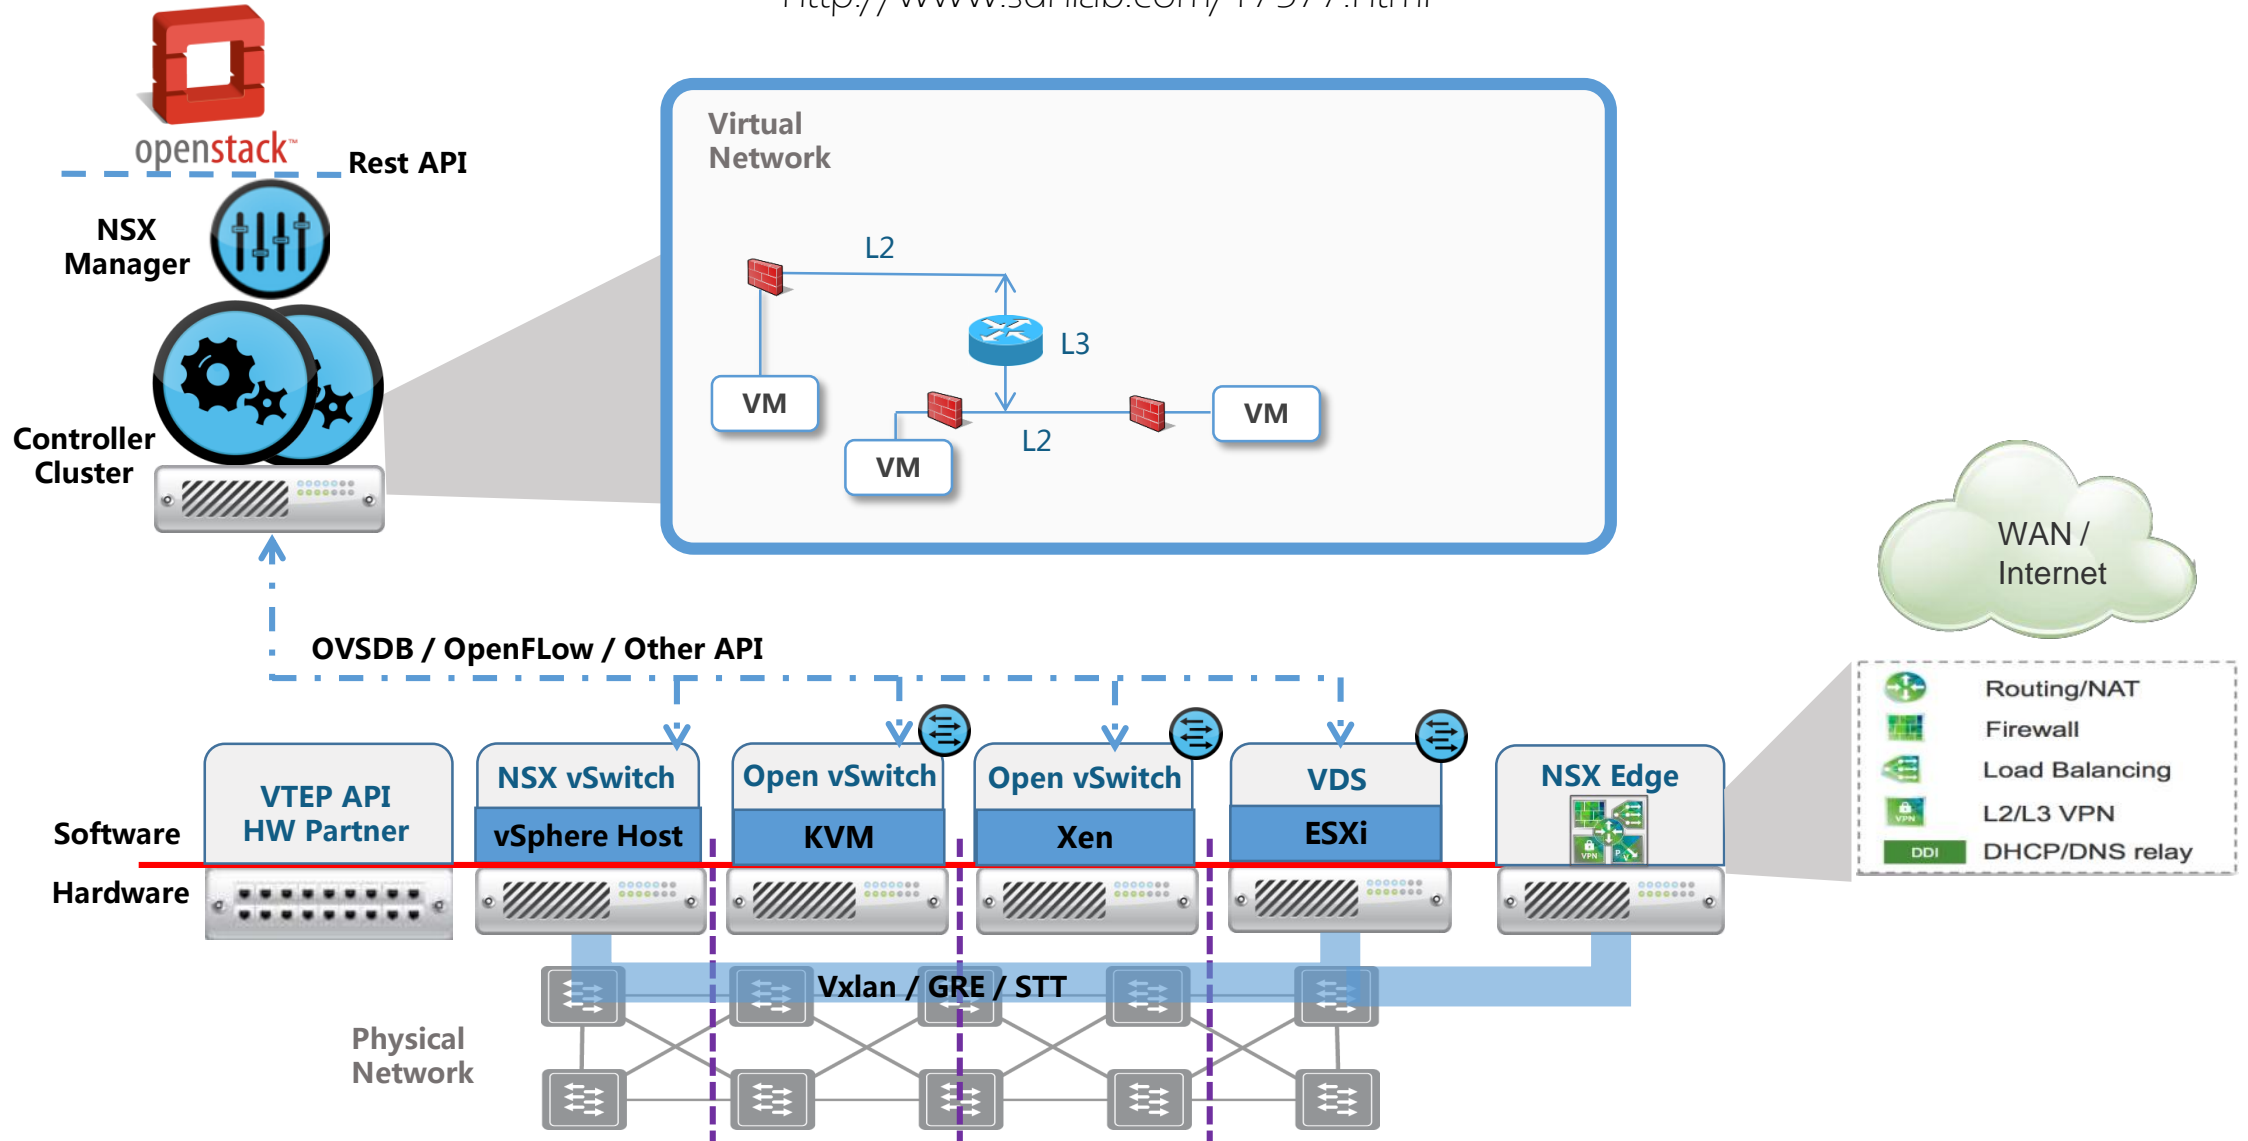 openstack™
Rest API
NSX
Manager
Controller
Cluster
Virtual
Network
L2
L3
VM
VM
L2
VM
WAN /
Internet
OVSDB / OpenFLow / Other API
Routing/NAT
Firewall
Load Balancing
VPN
L2/L3 VPN
DDI
DHCP/DNS relay
VTEP API
HW Partner
NSX vSwitch
vSphere Host
Open vSwitch
KVM
Open vSwitch
Xen
VDS
ESXi
NSX Edge
VPN
Software
Hardware
Vxlan / GRE / STT
Physical
Network